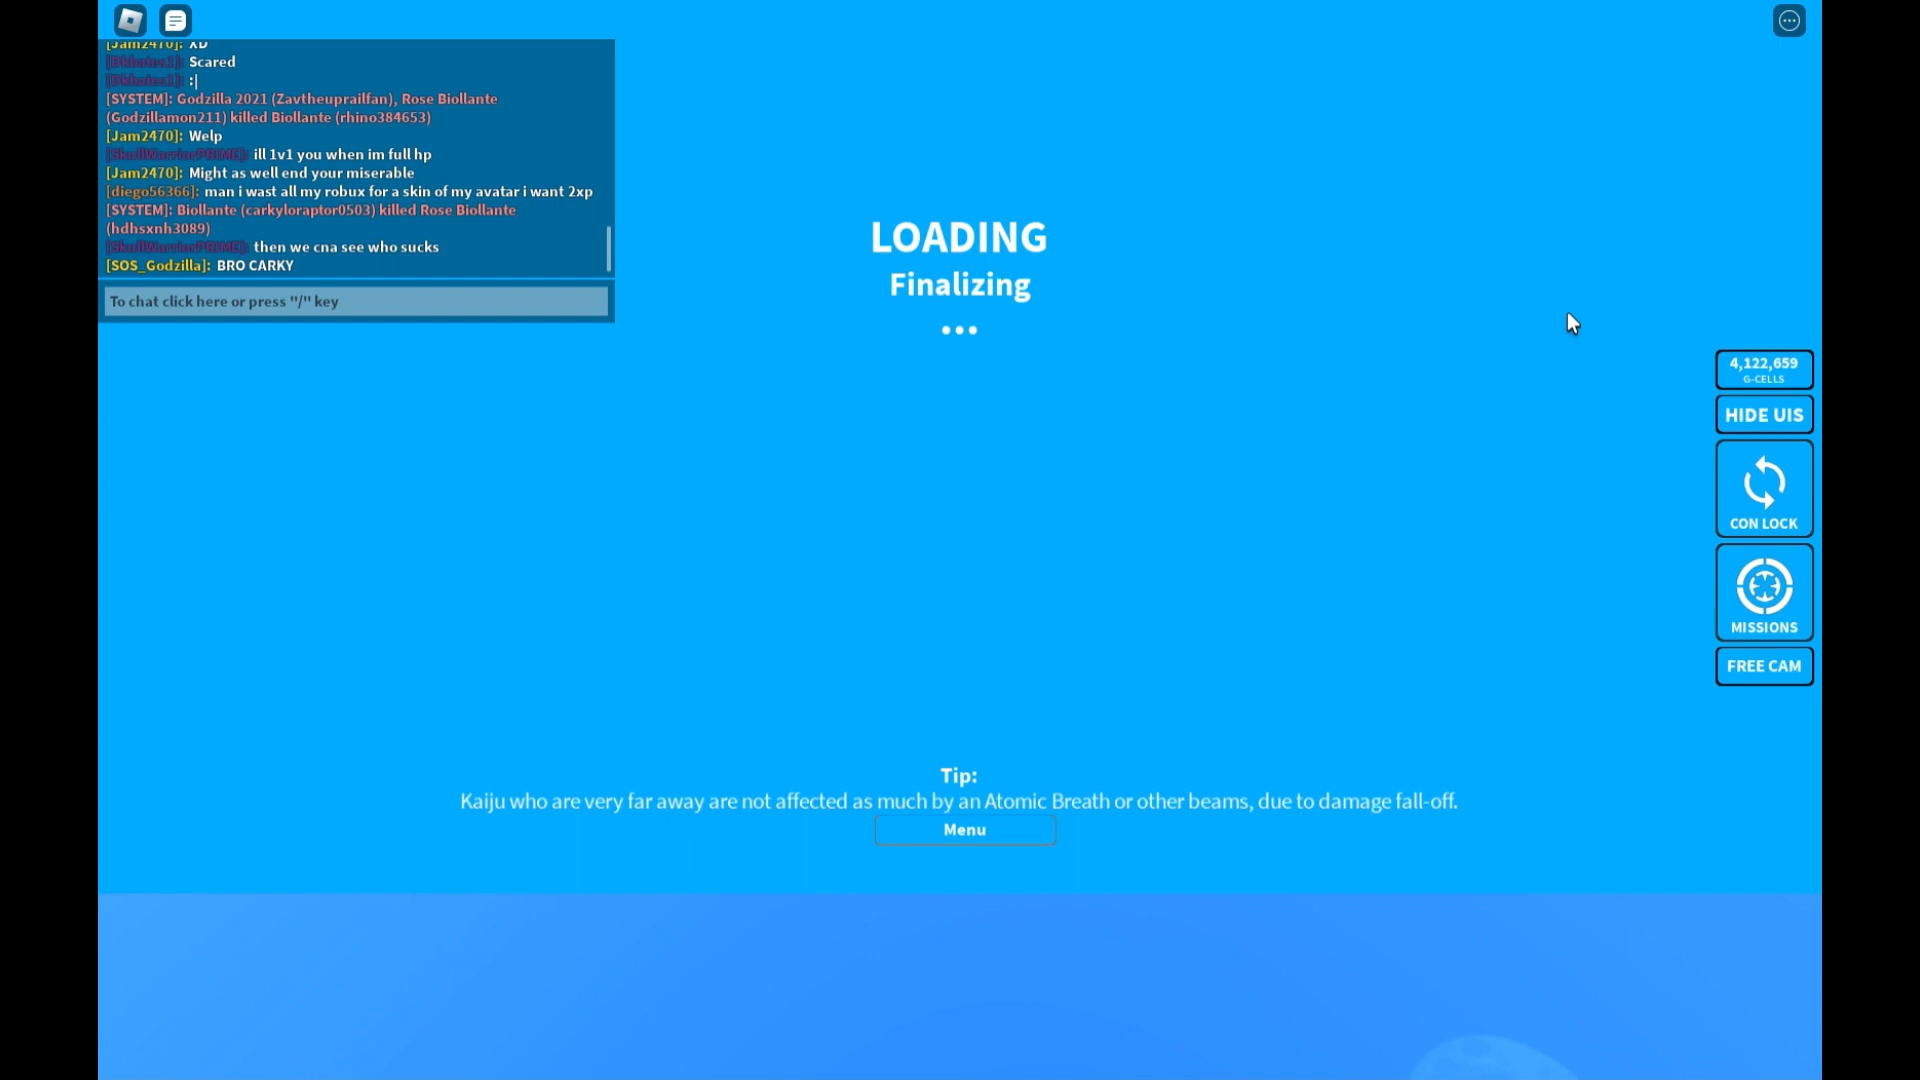 [Jam2470]: XD
Scared
:|
[SYSTEM]: Godzilla 2021 (Zavtheuprailfan), Rose Biollante
(Godzillamon211) killed Biollante (rhino384653)
[Jam2470]: Welp
[SkullWarriorPRIME]: ill 1v1 you when im full hp
[Jam2470]: Might as well end your miserable
[diego56366]: man i wast all my robux for a skin of my avatar i want 2xp
[SYSTEM]: Biollante (carkyloraptor0503) killed Rose Biollante
(hdhsxnh3089)
[SkullWarriorPRIME]: then we cna see who sucks
[SOS_Godzilla]: BRO CARKY
To chat click here or press "/" key
LOADING
Finalizing
...
4,122,659
G-CELLS
HIDE UIS
CON LOCK
MISSIONS
FREE CAM
Tip:
Kaiju who are very far away are not affected as much by an Atomic Breath or other beams, due to damage fall-off.
Menu